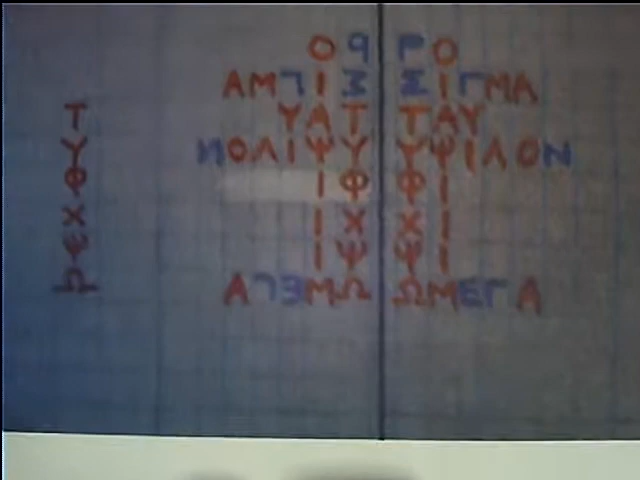 ΟΡ ΡΟ
ΑΜΓΙΣ ΣΙΓΜΑ
Τ ΥΑΤ ΤΑΥ
Υ ΝΟΛΙΨΥ ΥΨΙΛΟΝ
ΙΦ ΦΙ
Χ ΙΧ ΧΙ
ΙΨ ΨΙ
ΑΓΕΜΩ ΩΜΕΓΑ